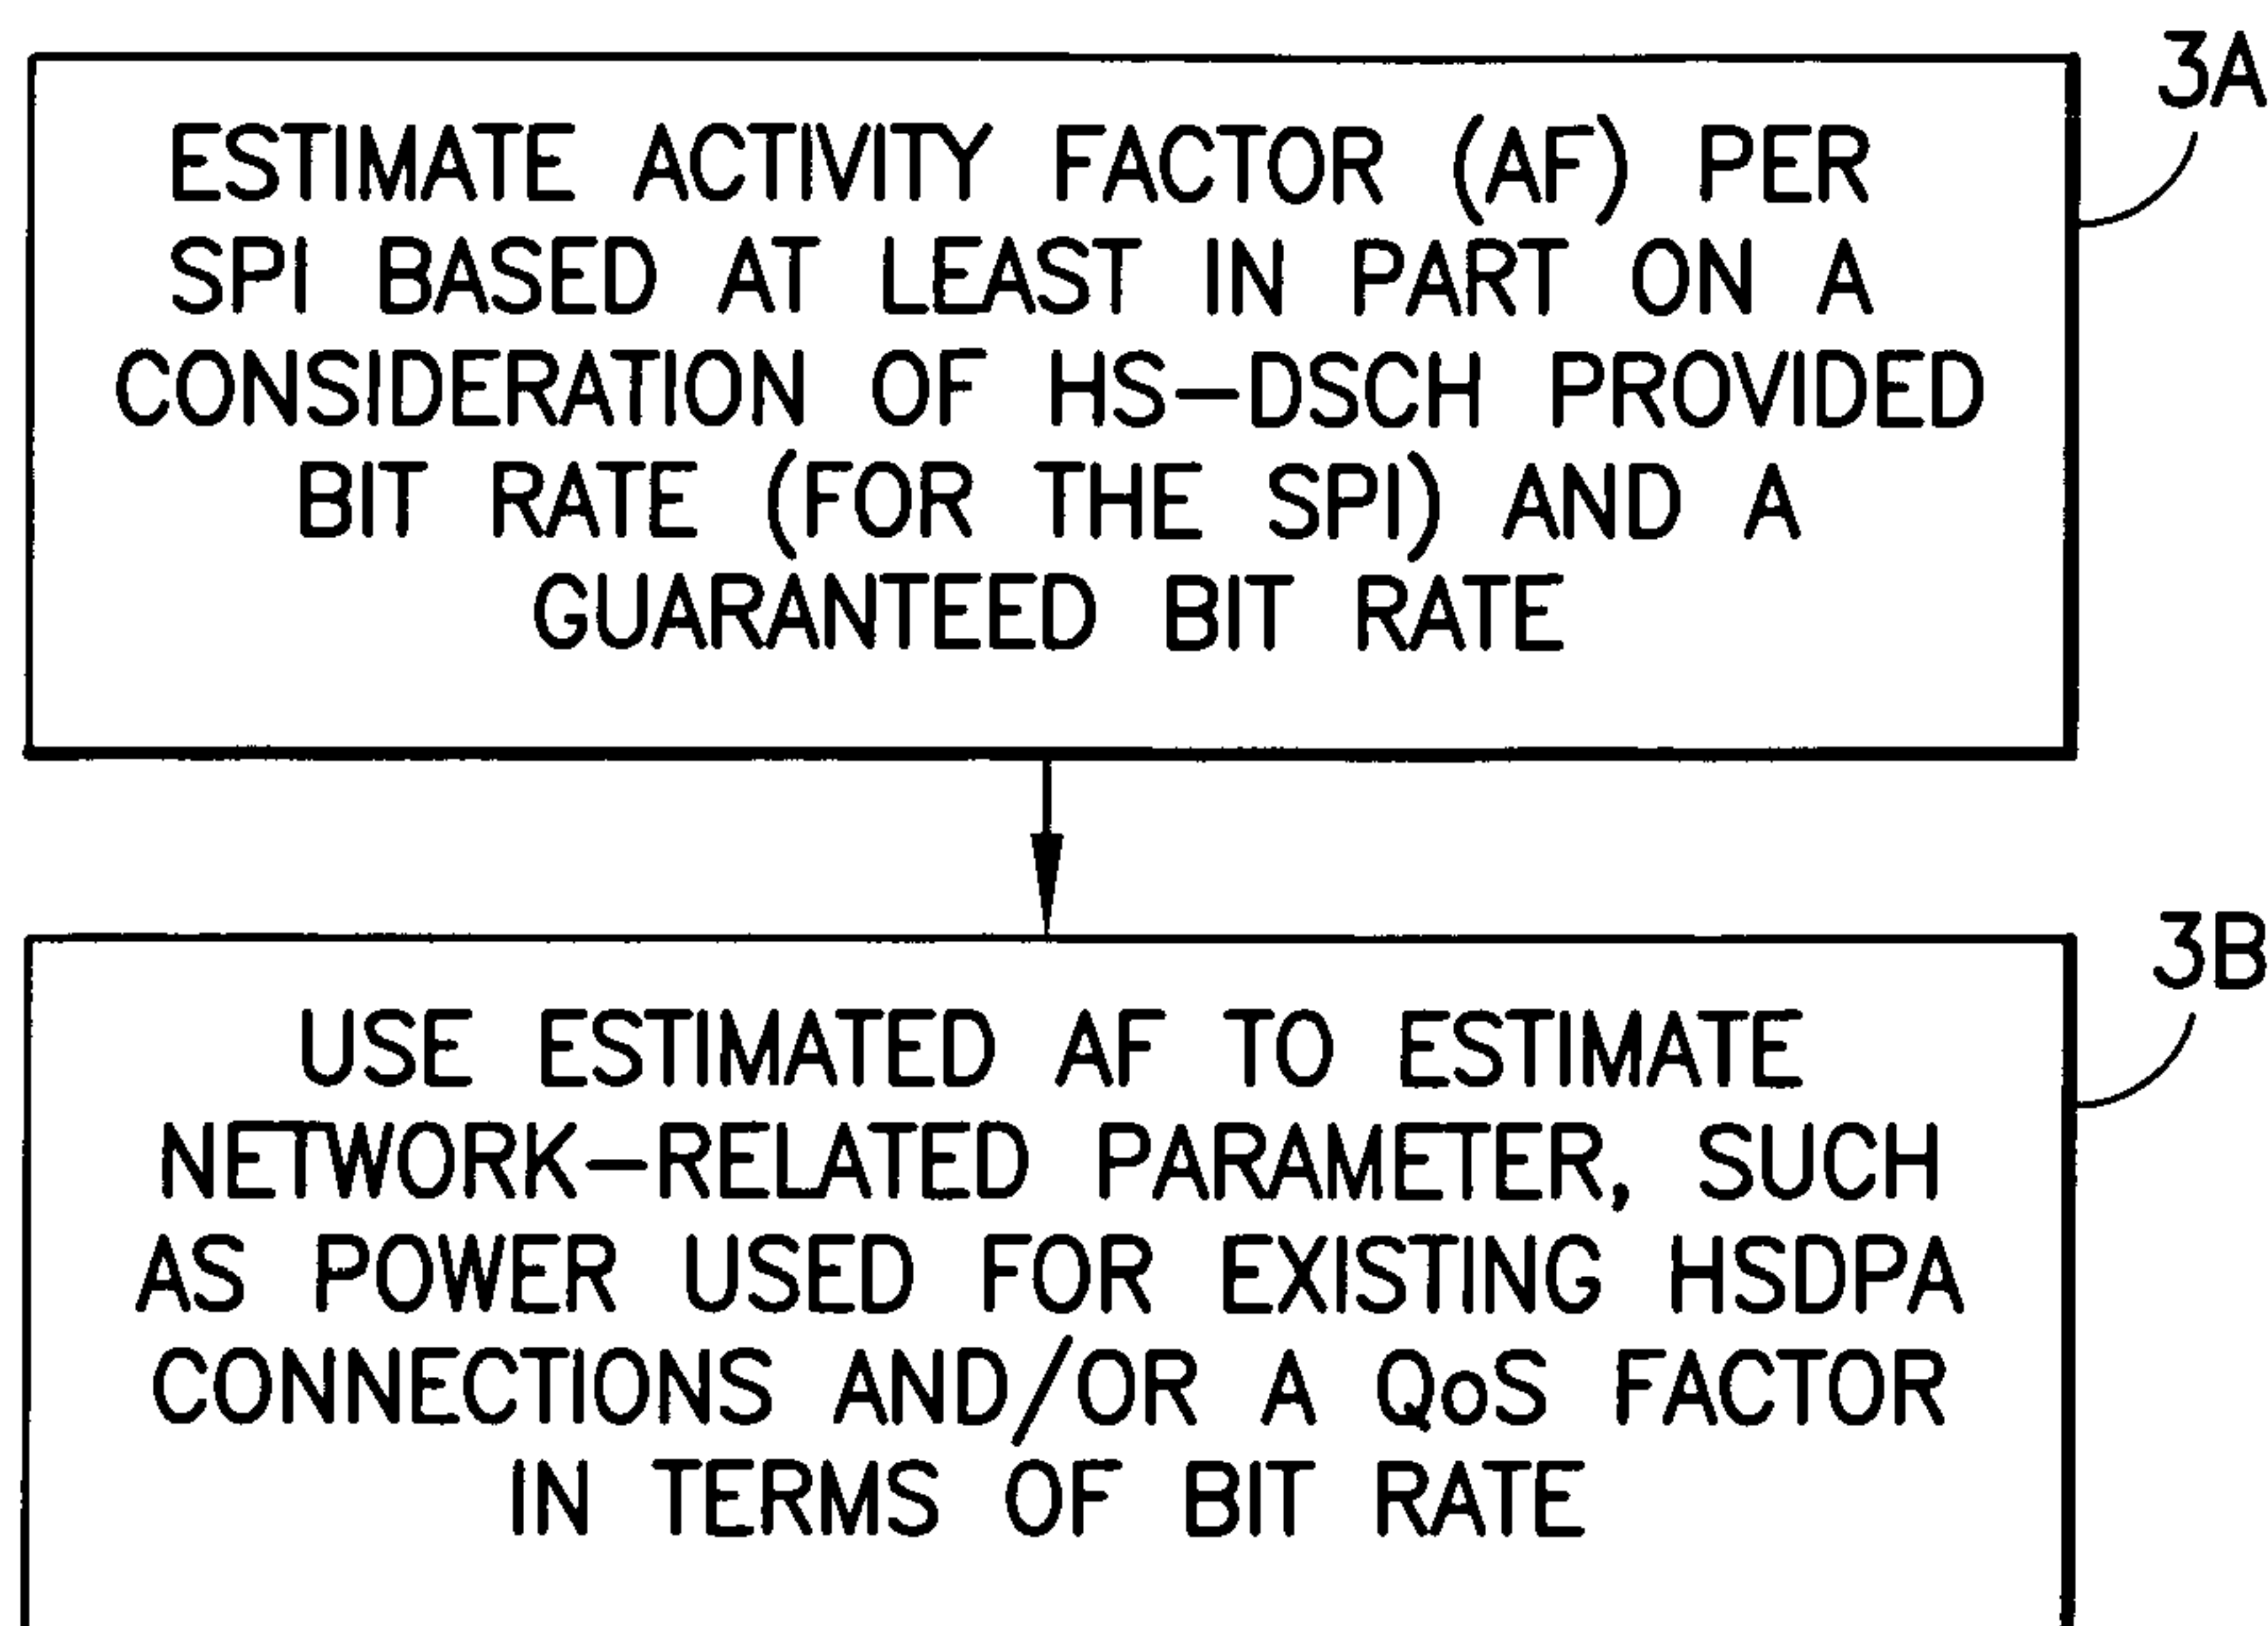 3A
ESTIMATE ACTIVITY FACTOR (AF) PER
SPI BASED AT LEAST IN PART ON A
CONSIDERATION OF HS-DSCH PROVIDED
BIT RATE (FOR THE SPI) AND A
GUARANTEED BIT RATE
3B
USE ESTIMATED AF TO ESTIMATE
NETWORK-RELATED PARAMETER, SUCH
AS POWER USED FOR EXISTING HSDPA
CONNECTIONS AND/OR A QoS FACTOR
IN TERMS OF BIT RATE